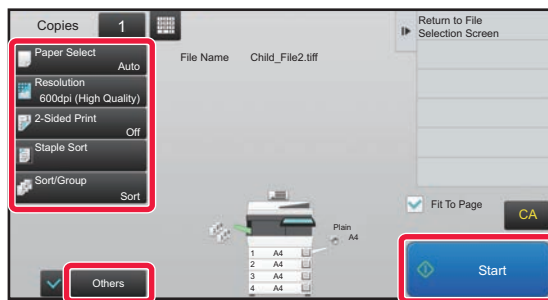 Copies 1
Return to File
Selection Screen
Paper Select
Auto
File Name Child_File2.tiff
Resolution
600dpi (High Quality)
2-Sided Print
Off
Staple Sort
Sort/Group
Sort
Fit To Page
CA
Plain
A4
1 A4
2 A4
3 A4
4 A4
Others
Start